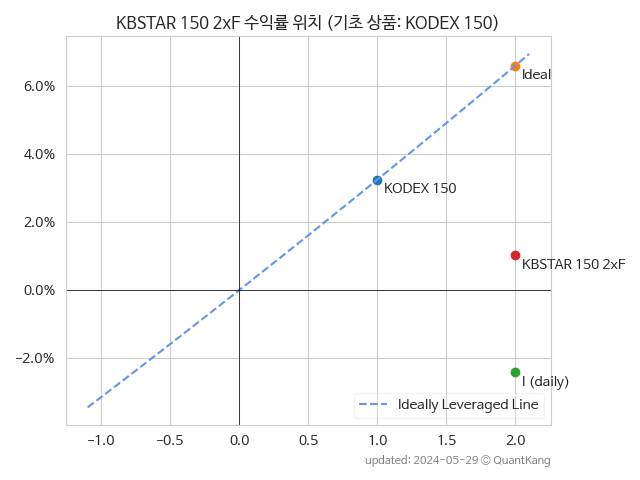 KBSTAR 150 2xF 수익률 위치 (기초 상품: KODEX 150)
6.0%
4.0%
2.0%
0.0%
−2.0%
Ideal
KODEX 150
KBSTAR 150 2xF
l (daily)
Ideally Leveraged Line
−1.0
−0.5
0.0
0.5
1.0
1.5
2.0
updated: 2024-05-29 © QuantKang